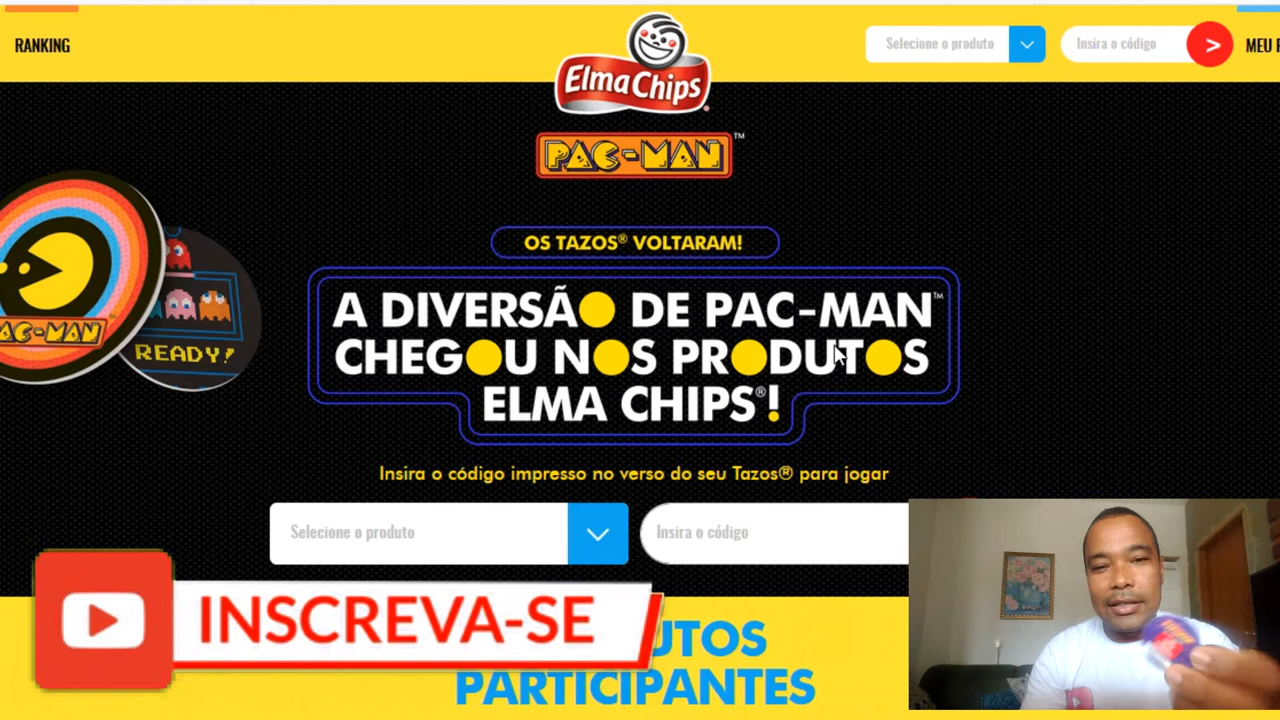 RANKING
Elma Chips
Selecione o produto
Insira o código
>
MEU
PAC-MAN™
OS TAZOS® VOLTARAM!
A DIVERSÃO DE PAC-MAN™
CHEGOU NOS PRODUTOS
ELMA CHIPS®!
PAC-MAN
READY!
Insira o código impresso no verso do seu Tazos® para jogar
Selecione o produto
Insira o código
INSCREVA-SE
UTOS
PARTICIPANTES